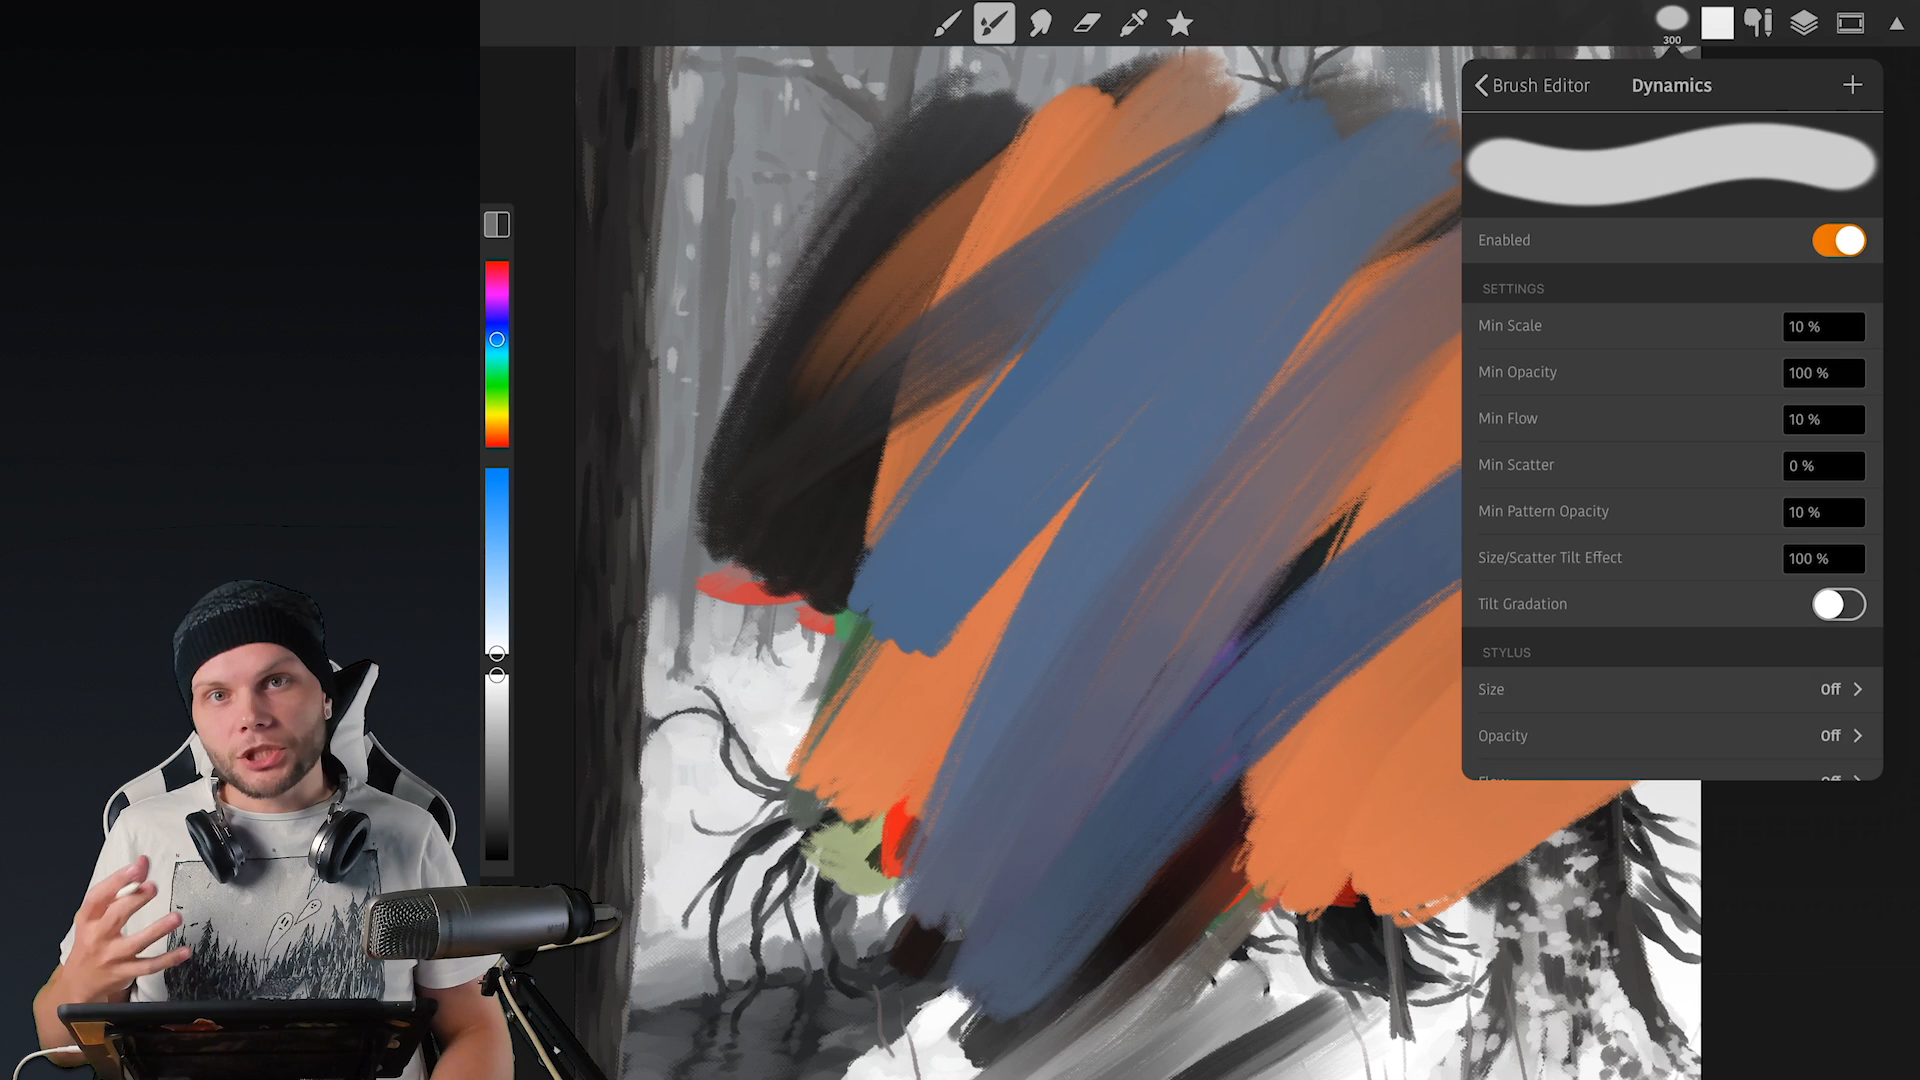 300
Brush Editor
Dynamics
Enabled
SETTINGS
Min Scale
10 %
Min Opacity
100 %
Min Flow
10 %
Min Scatter
0 %
Min Pattern Opacity
10 %
Size/Scatter Tilt Effect
100 %
Tilt Gradation
STYLUS
Size
Off
Opacity
Off